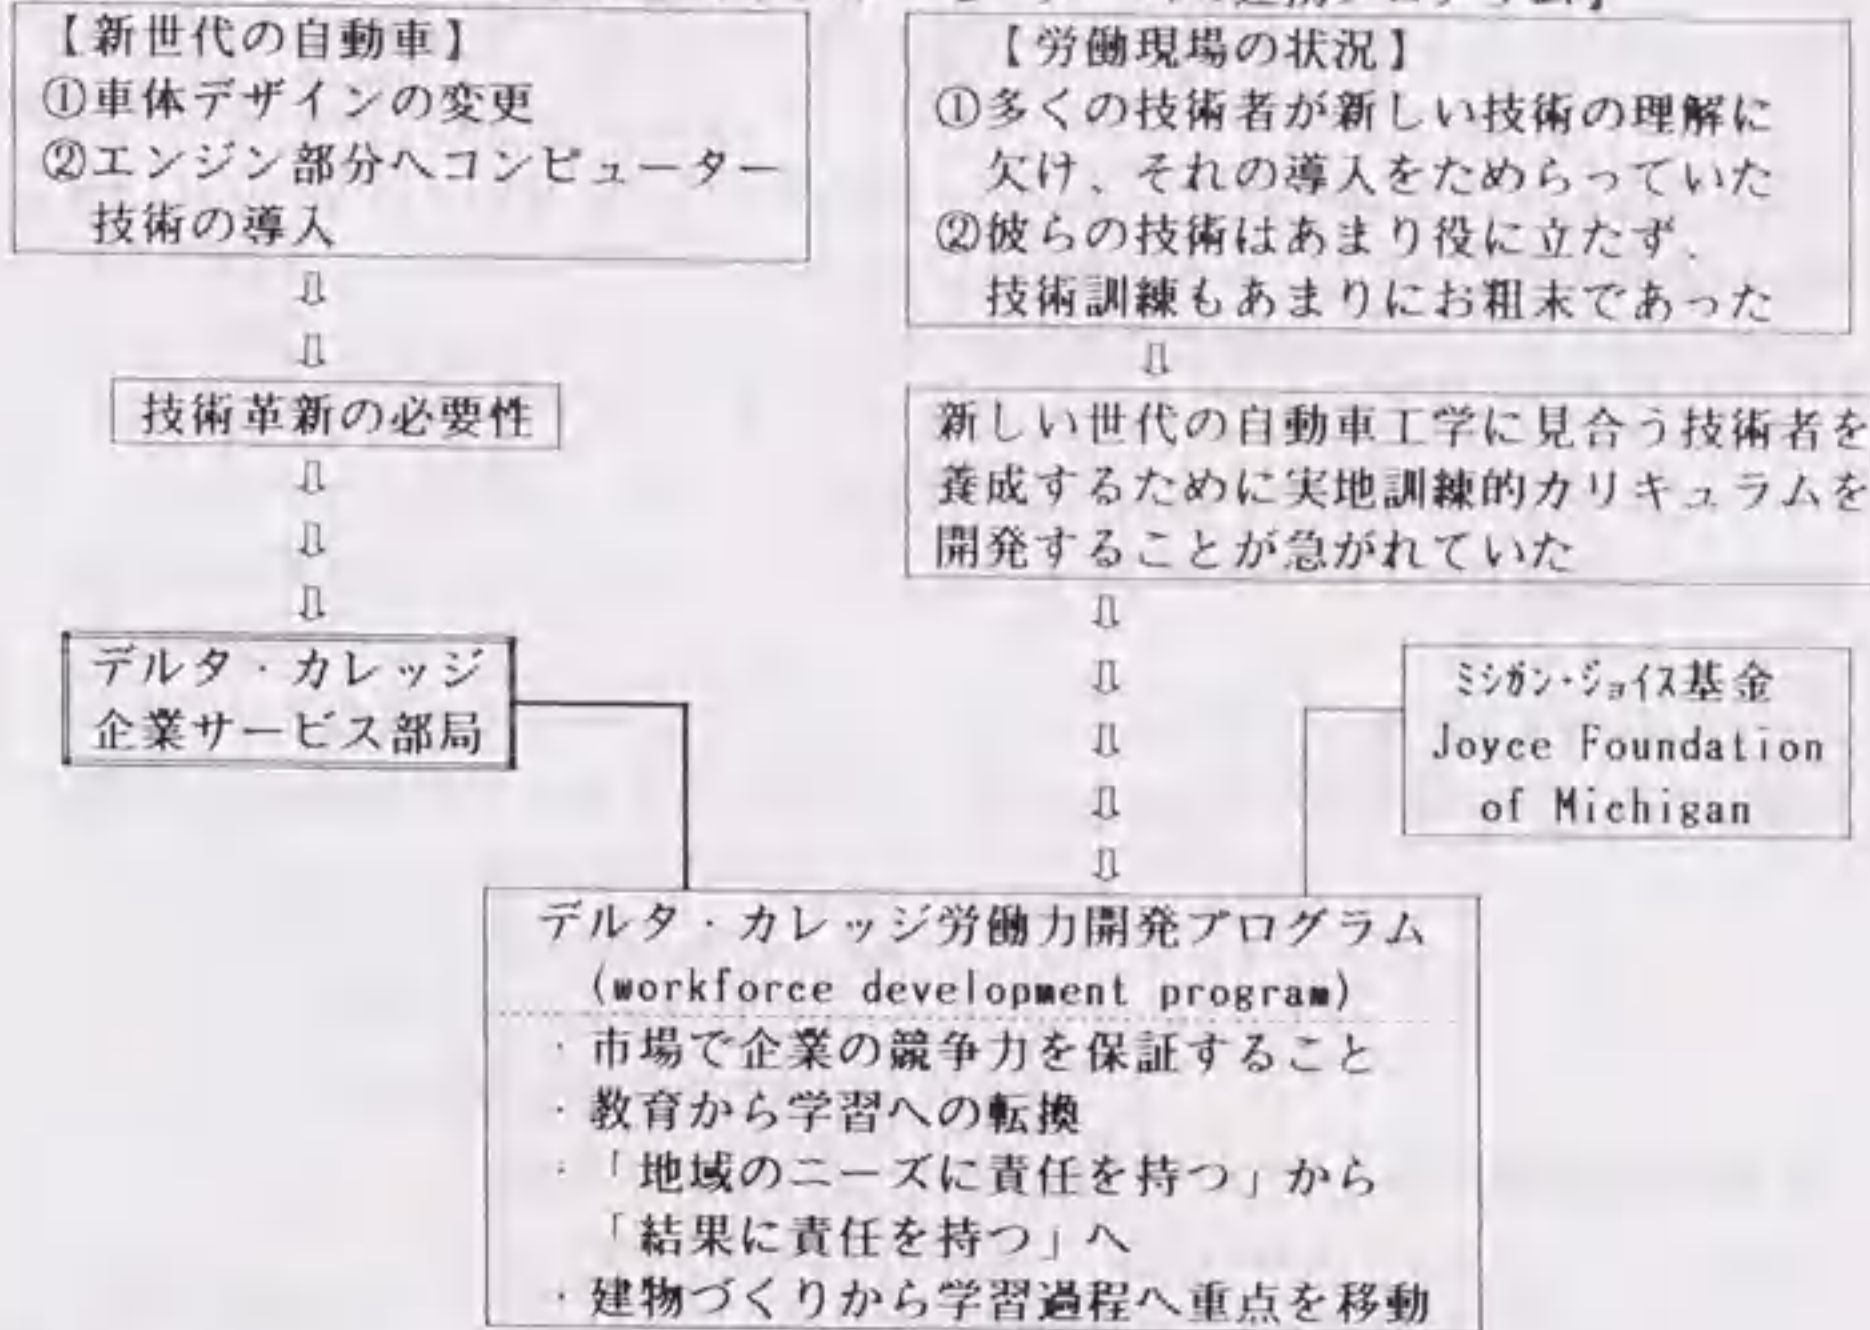 【新世代の自動車】
①車体デザインの変更
②エンジン部分へコンピューター
技術の導入
⇩
⇩
技術革新の必要性
⇩
⇩
⇩
デルタ・カレッジ
企業サービス部局
【労働現場の状況】
①多くの技術者が新しい技術の理解に
欠け、それの導入をためらっていた
②彼らの技術はあまり役に立たず、
技術訓練もあまりにお粗末であった
⇩
新しい世代の自動車工学に見合う技術者を
養成するために実地訓練的カリキュラムを
開発することが急がれていた
⇩
⇩
⇩
⇩
⇩
ミシガン・ジョイス基金
Joyce Foundation
of Michigan
デルタ・カレッジ労働力開発プログラム
(workforce development program)
・市場で企業の競争力を保証すること
・教育から学習への転換
・「地域のニーズに責任を持つ」から
「結果に責任を持つ」へ
・建物づくりから学習過程へ重点を移動